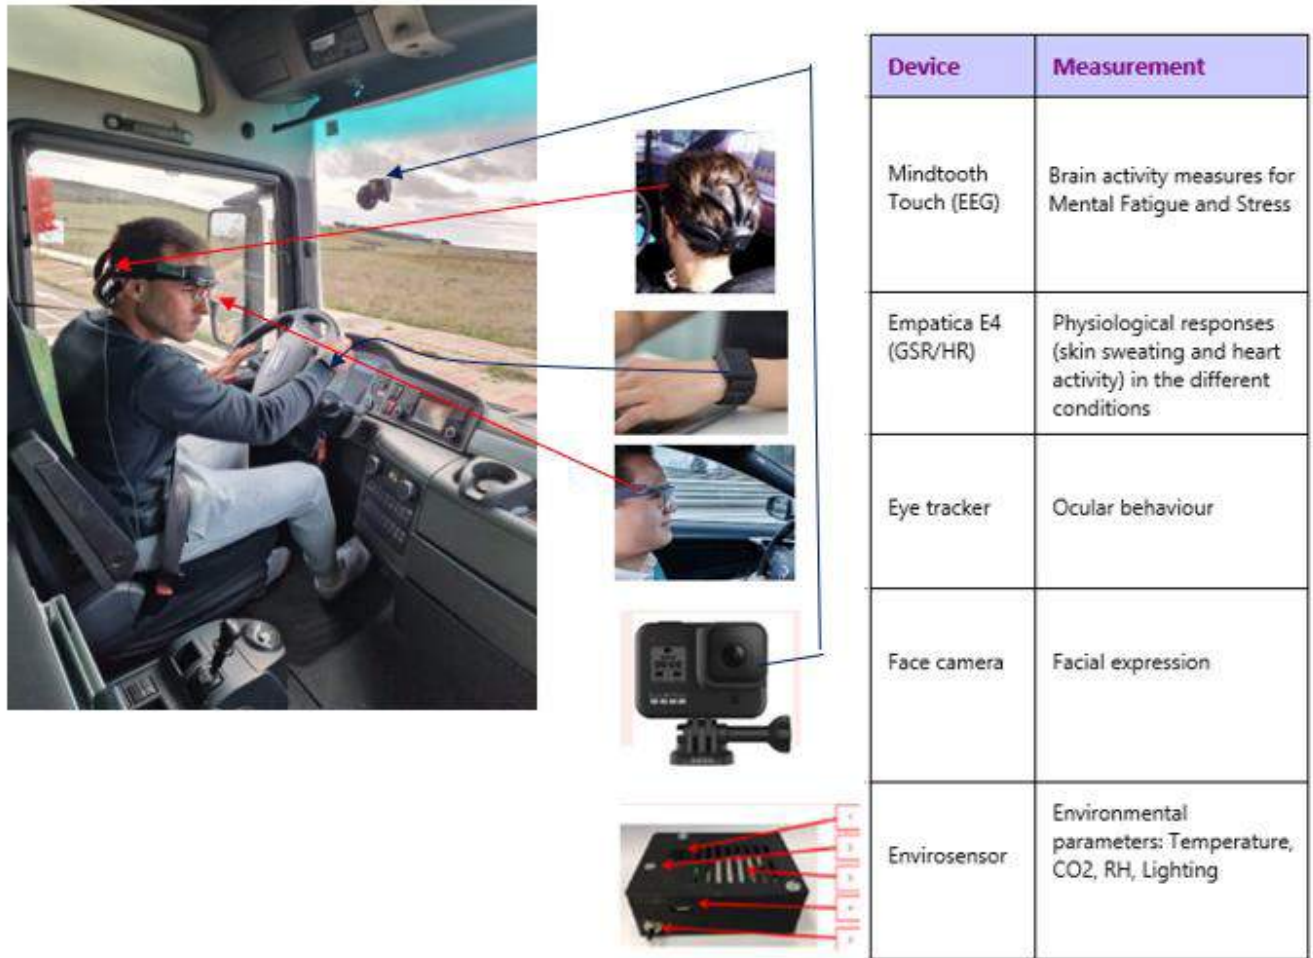 Device
Measurement
Mindtooth
Touch (EEG)
Brain activity measures for
Mental Fatigue and Stress
Empatica E4
(GSR/HR)
Physiological responses
(skin sweating and heart
activity) in the different
conditions
Eye tracker
Ocular behaviour
Face camera
Facial expression
Envirosensor
Environmental
parameters: Temperature,
CO2, RH, Lighting